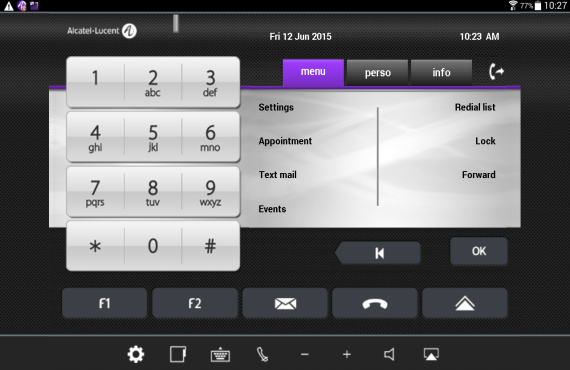 77% 10:27
Alcatel-Lucent
Fri 12 Jun 2015 10:23 AM
menu perso info
1 2 abc 3 def
4 ghi 5 jkl 6 mno
7 pqrs 8 tuv 9 wxyz
* 0 #
Settings Redial list
Appointment Lock
Text mail Forward
Events
OK
F1 F2
- +